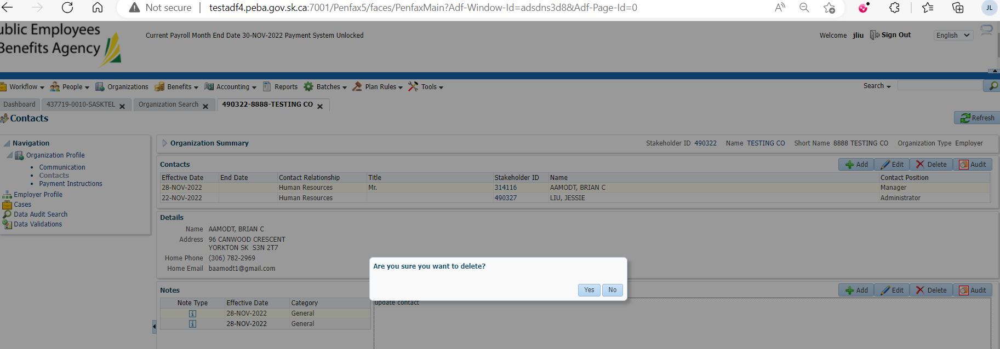 Not secure | testadf4.peba.gov.sk.ca:7001/Penfax5/faces/PenfaxMain?Adf-Window-Id=adsdns3d8&Adf-Page-Id=0 JL
ublic Employees
Benefits Agency
Current Payroll Month End Date 30-NOV-2022 Payment System Unlocked
Welcome jliu Sign Out English
Workflow People Organizations Benefits Accounting Reports Batches Plan Rules Tools Search
Dashboard 437719-0010-SASKTEL Organization Search 490322-8888-TESTING CO
Contacts
Refresh
Navigation
Organization Profile
Communication
Contacts
Payment Instructions
Employer Profile
Cases
Data Audit Search
Data Validations
Organization Summary Stakeholder ID 490322 Name TESTING CO Short Name 8888 TESTING CO Organization Type Employer
Contacts Add Edit Delete Audit
Effective Date End Date Contact Relationship Title Stakeholder ID Name Contact Position
28-NOV-2022 Human Resources Mr. 314116 AAMODT, BRIAN C Manager
22-NOV-2022 Human Resources 490327 LIU, JESSIE Administrator
Details
Name AAMODT, BRIAN C
Address 96 CANWOOD CRESCENT
YORKTON SK S3N 2T7
Home Phone (306) 782-2969
Home Email baamodt1@gmail.com
Are you sure you want to delete?
Yes No
Notes Add Edit Delete Audit
Note Type Effective Date Category
28-NOV-2022 General
28-NOV-2022 General
update contact